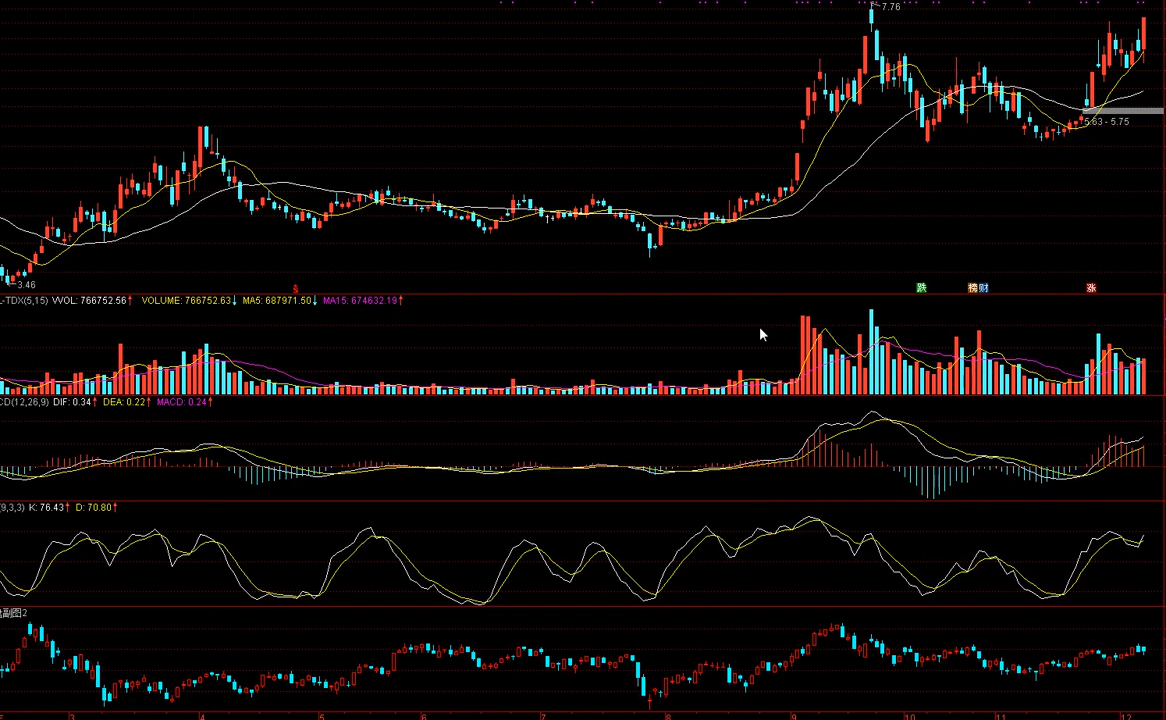 7.76
5.63 - 5.75
3.46
跌 榜 财 涨
L-TDX(5,15) VVOL: 766752.56↑ VOLUME: 766752.63↓ MA5: 687971.50↓ MA15: 674632.19↑
CD(12,26,9) DIF: 0.34↑ DEA: 0.22↑ MACD: 0.24↑
(9,3,3) K: 76.43↑ D: 70.80↑
副图2
3 4 5 6 7 8 9 10 11 12